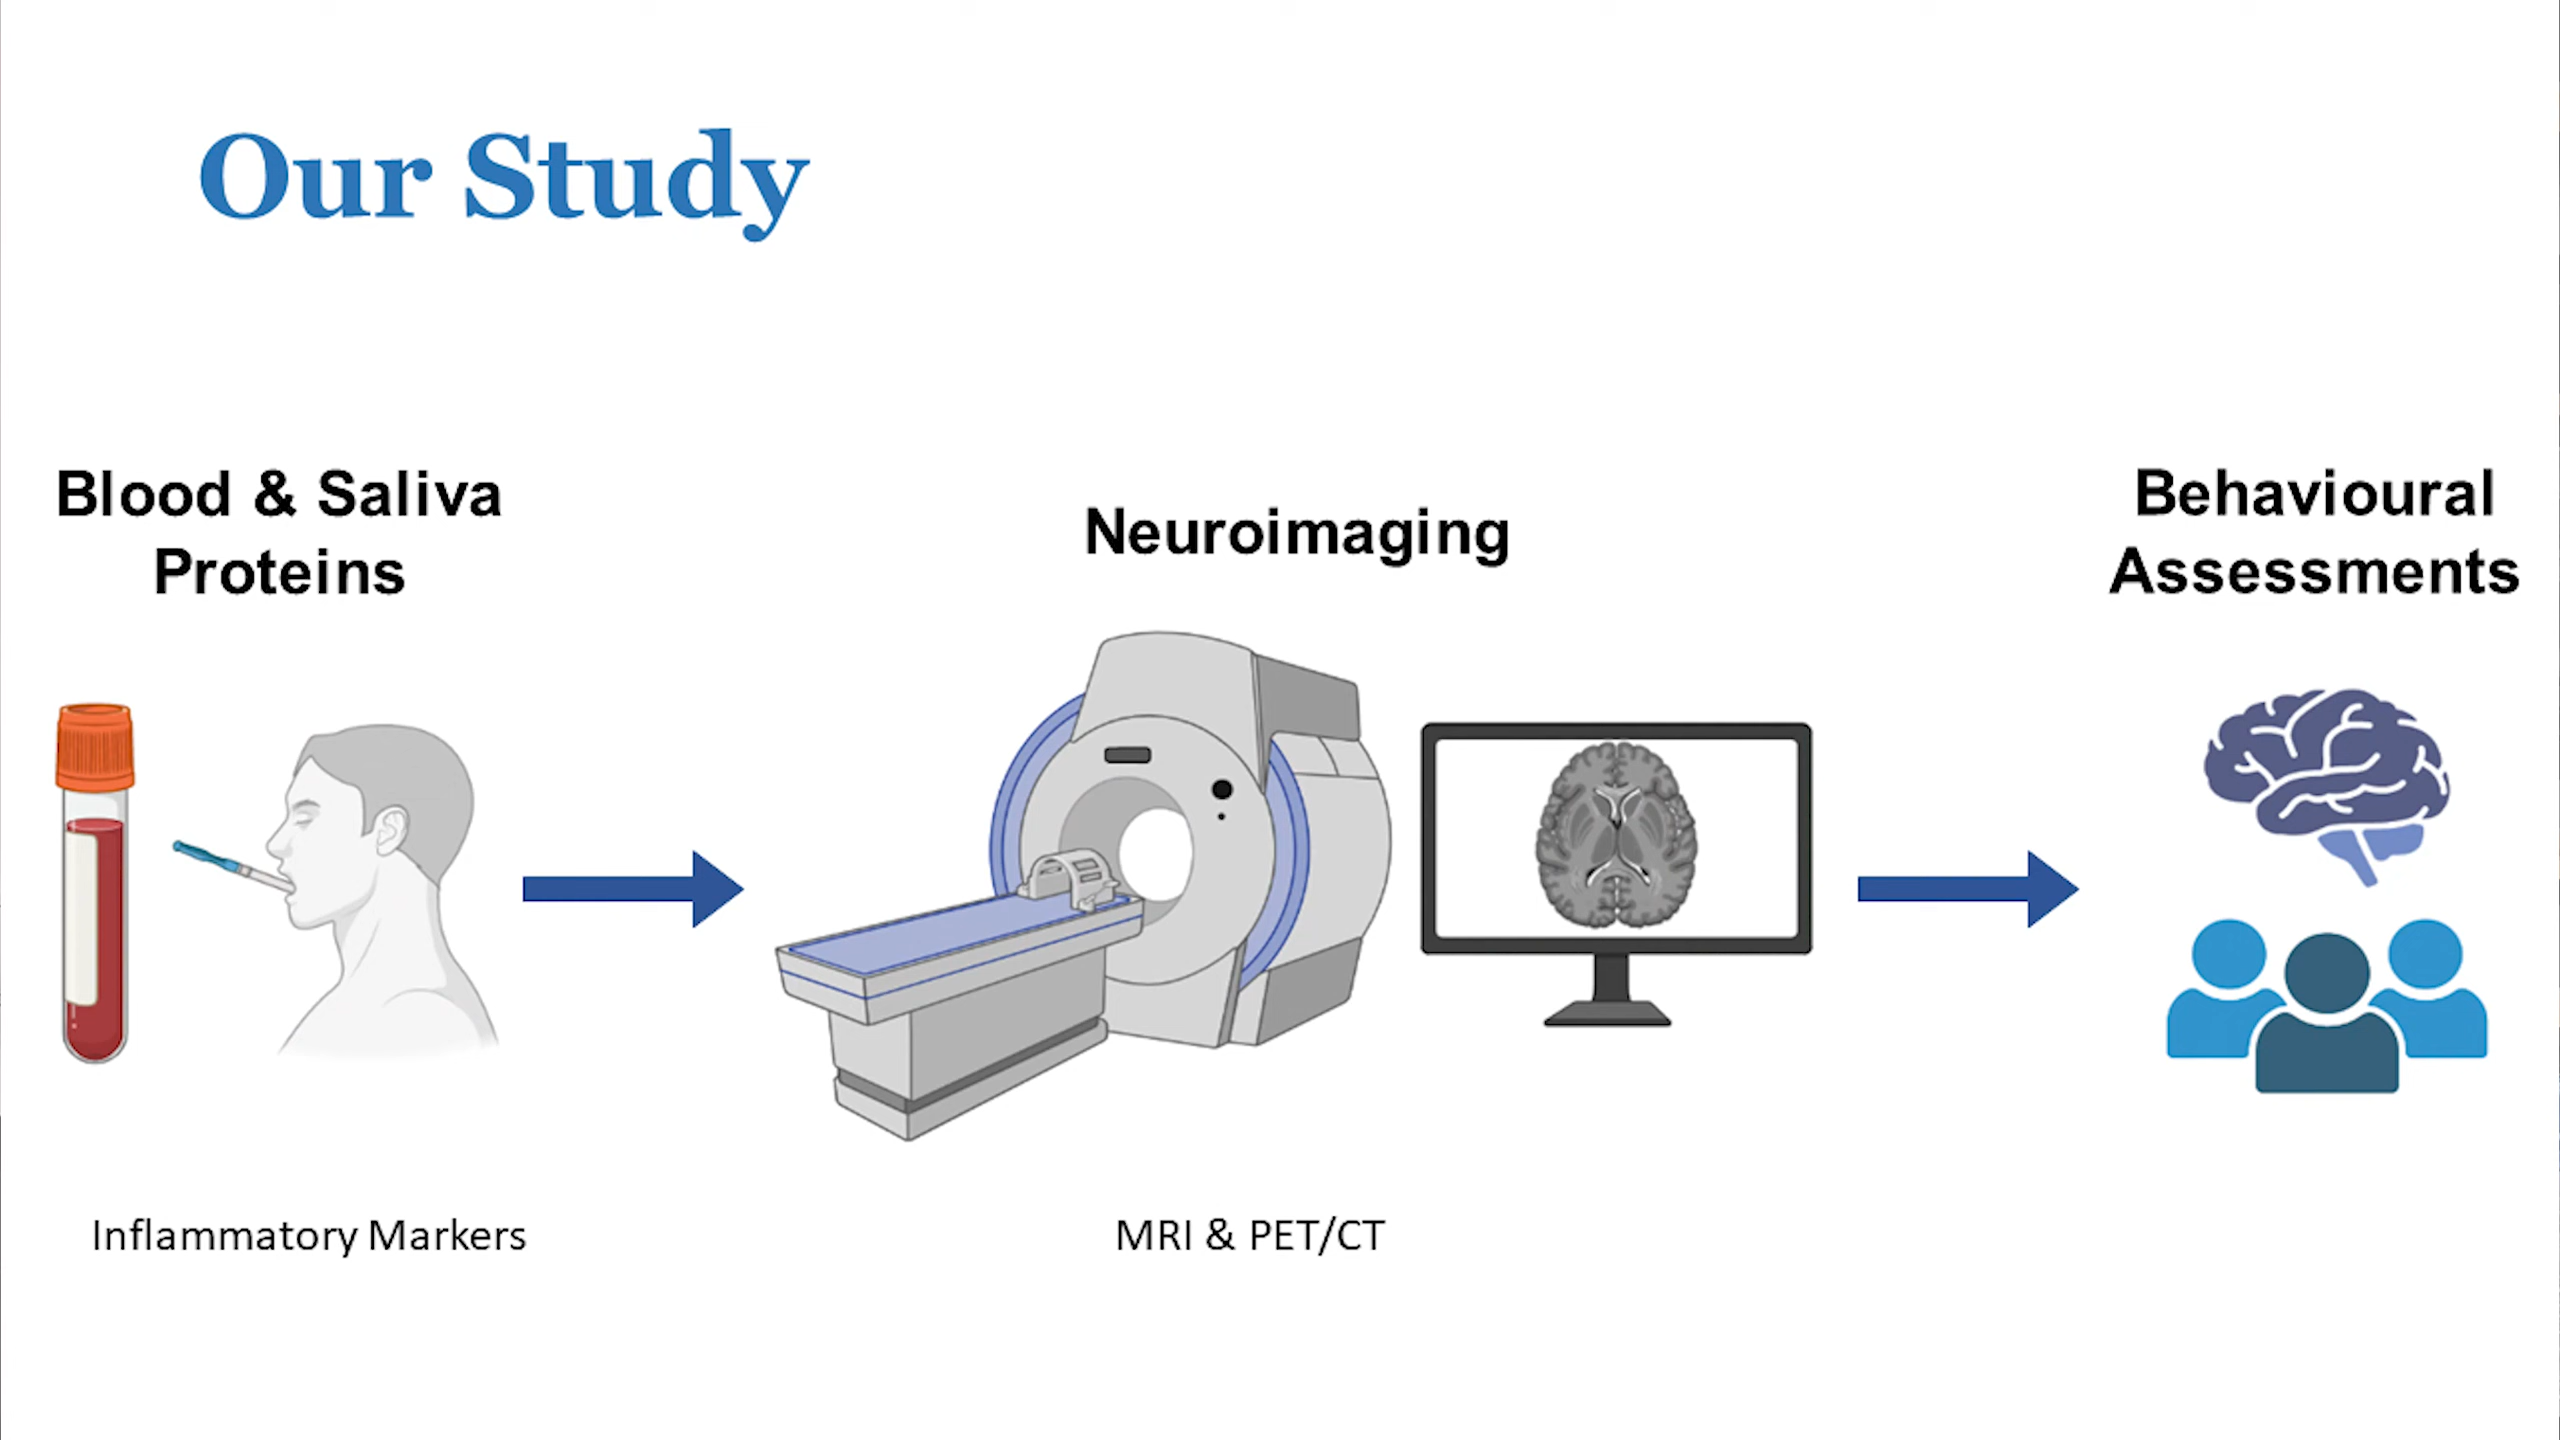 Our Study
Blood & Saliva
Proteins
Neuroimaging
Behavioural
Assessments
Inflammatory Markers
MRI & PET/CT